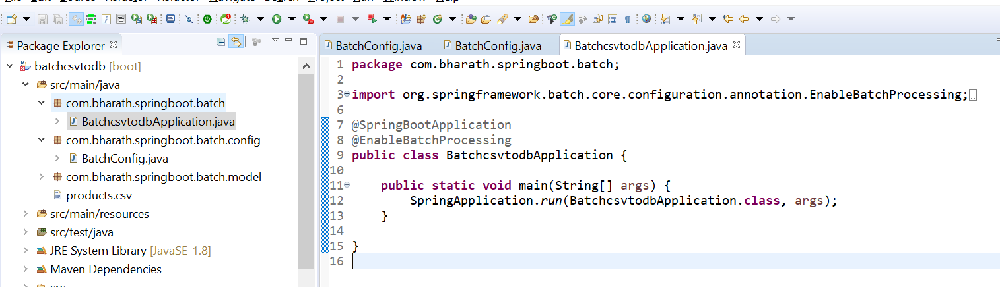 Package Explorer
batchcsvtodb [boot]
src/main/java
com.bharath.springboot.batch
BatchcsvtodbApplication.java
com.bharath.springboot.batch.config
BatchConfig.java
com.bharath.springboot.batch.model
products.csv
src/main/resources
src/test/java
JRE System Library [JavaSE-1.8]
Maven Dependencies
src
BatchConfig.java
BatchConfig.java
BatchcsvtodbApplication.java
1 package com.bharath.springboot.batch;
2
3 import org.springframework.batch.core.configuration.annotation.EnableBatchProcessing;
6
7 @SpringBootApplication
8 @EnableBatchProcessing
9 public class BatchcsvtodbApplication {
10
11 public static void main(String[] args) {
12 SpringApplication.run(BatchcsvtodbApplication.class, args);
13 }
14
15 }
16